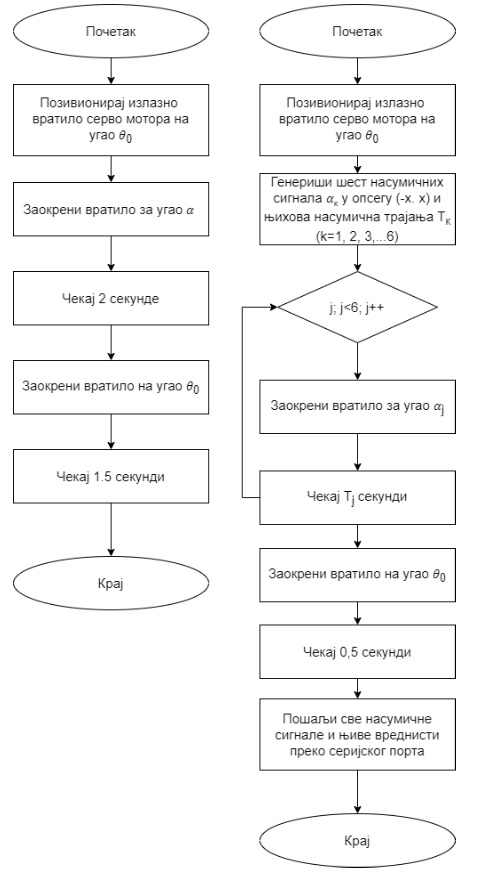 Почетак
Позивионирај излазно
вратило серво мотора на
угао θ0
Заокрени вратило за угао α
Чекај 2 секунде
Заокрени вратило на угао θ0
Чекај 1.5 секунди
Крај
Почетак
Позивионирај излазно
вратило серво мотора на
угао θ0
Генериши шест насумичних
сигнала αк у опсегу (-x. x) и
њихова насумична трајања Tк
(k=1, 2, 3,...6)
j; j<6; j++
Заокрени вратило за угао αj
Чекај Tj секунди
Заокрени вратило на угао θ0
Чекај 0,5 секунди
Пошаљи све насумичне
сигнале и њиве вреднисти
преко серијског порта
Крај